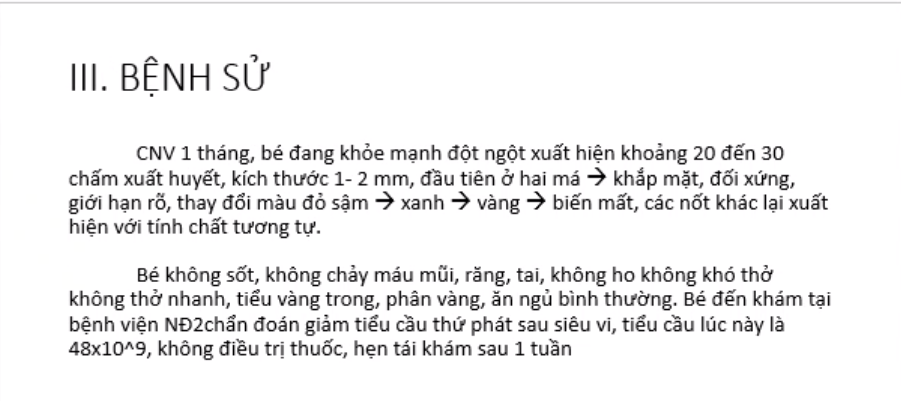 III. BỆNH SỬ
CNV 1 tháng, bé đang khỏe mạnh đột ngột xuất hiện khoảng 20 đến 30
chấm xuất huyết, kích thước 1- 2 mm, đầu tiên ở hai má → khắp mặt, đối xứng,
giới hạn rõ, thay đổi màu đỏ sậm → xanh → vàng → biến mất, các nốt khác lại xuất
hiện với tính chất tương tự.
Bé không sốt, không chảy máu mũi, răng, tai, không ho không khó thở
không thở nhanh, tiểu vàng trong, phân vàng, ăn ngủ bình thường. Bé đến khám tại
bệnh viện NĐ2chẩn đoán giảm tiểu cầu thứ phát sau siêu vi, tiểu cầu lúc này là
48x10^9, không điều trị thuốc, hẹn tái khám sau 1 tuần